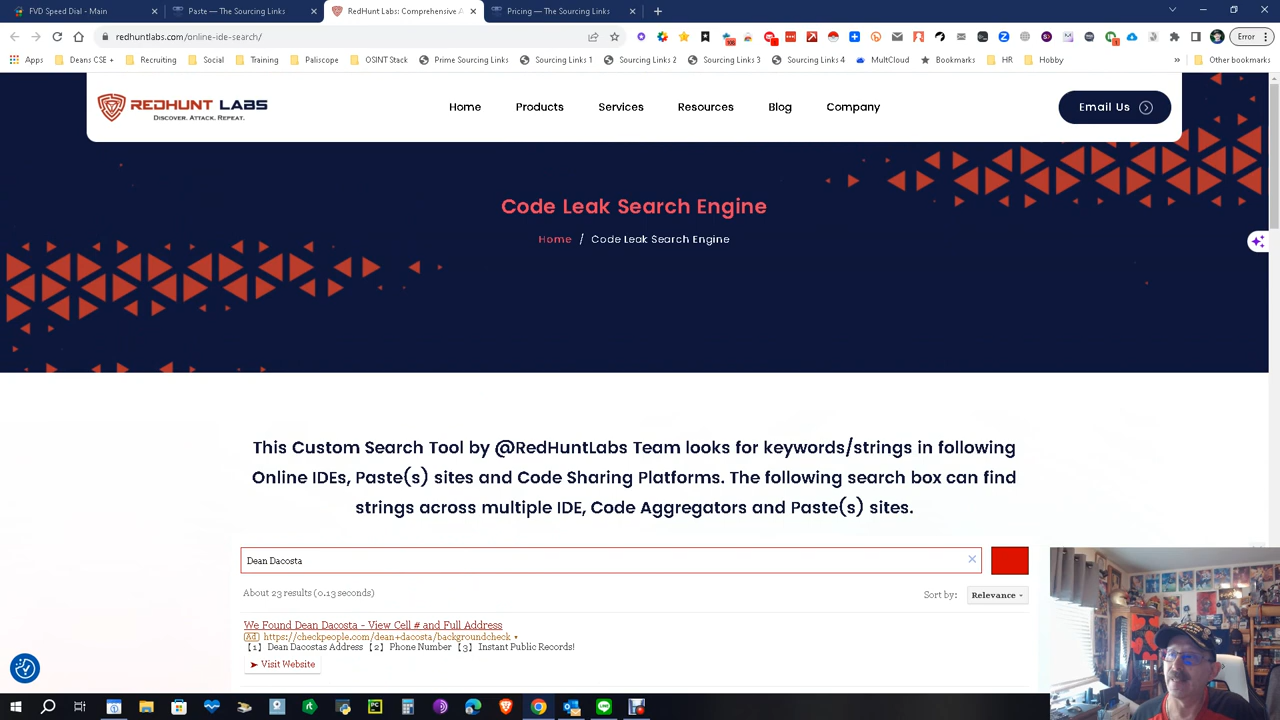 FVD Speed Dial - Main
Paste — The Sourcing Links
RedHunt Labs: Comprehensive A
Pricing — The Sourcing Links
redhuntlabs.com/online-ide-search/
Error
Apps
Deans CSE +
Recruiting
Social
Training
Paliscope
OSINT Stack
Prime Sourcing Links
Sourcing Links 1
Sourcing Links 2
Sourcing Links 3
Sourcing Links 4
MultCloud
Bookmarks
HR
Hobby
»
Other bookmarks
REDHUNT LABS
DISCOVER. ATTACK. REPEAT.
Home
Products
Services
Resources
Blog
Company
Email Us
Code Leak Search Engine
Home / Code Leak Search Engine
This Custom Search Tool by @RedHuntLabs Team looks for keywords/strings in following
Online IDEs, Paste(s) sites and Code Sharing Platforms. The following search box can find
strings across multiple IDE, Code Aggregators and Paste(s) sites.
Dean Dacosta
About 23 results (0.13 seconds)
Sort by:
Relevance
We Found Dean Dacosta - View Cell # and Full Address
Ad https://checkpeople.com/dean+dacosta/backgroundcheck
【1】 Dean Dacostas Address 【2】 Phone Number 【3】 Instant Public Records!
Visit Website